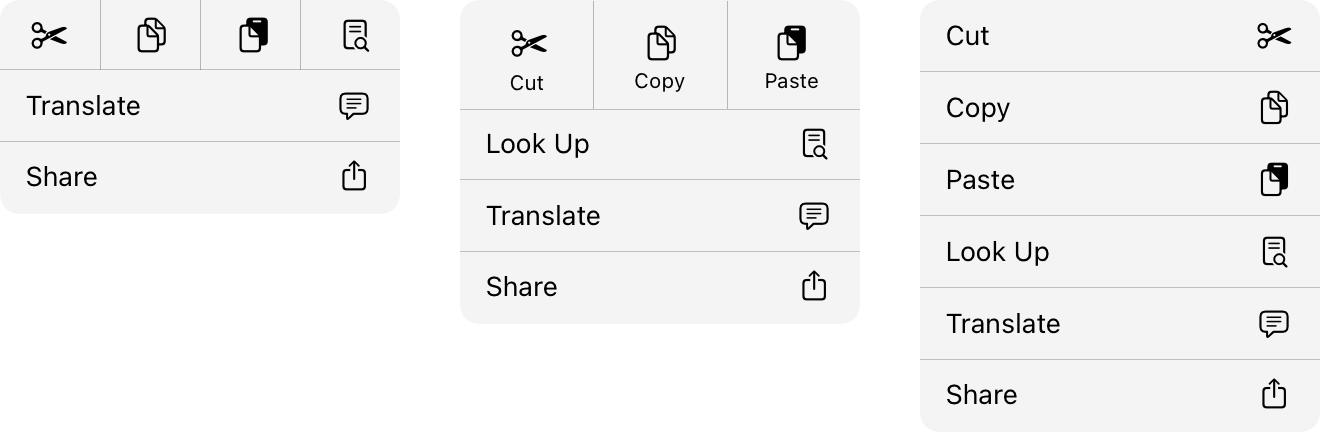 Translate
Share
Cut Copy Paste
Look Up
Translate
Share
Cut
Copy
Paste
Look Up
Translate
Share